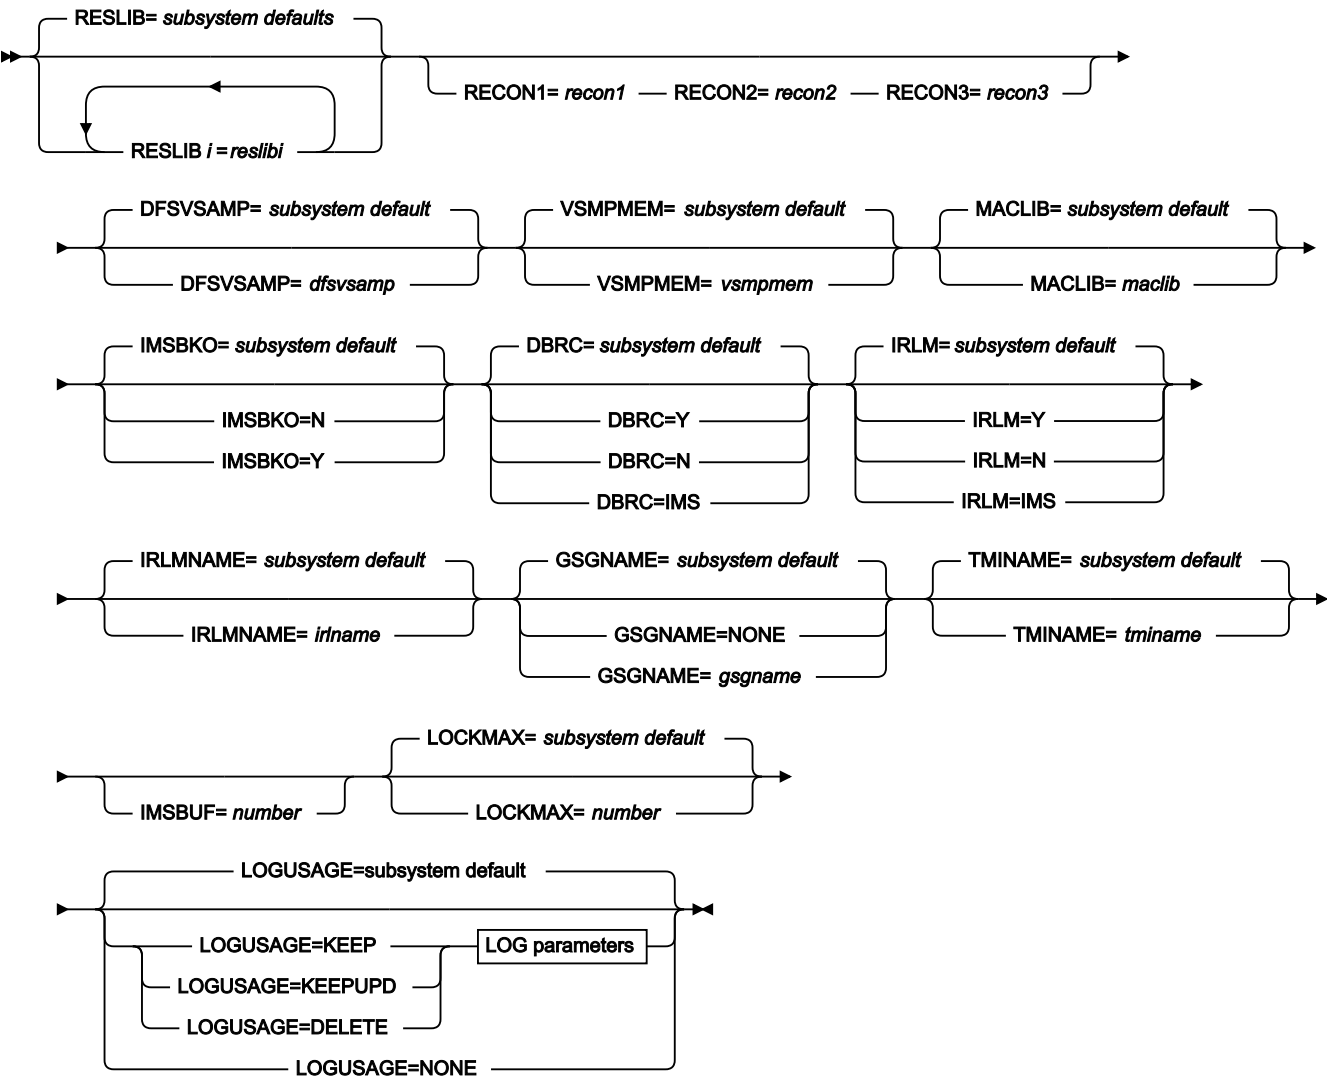 RESLIB= subsystem defaults
RECON1= recon1 RECON2= recon2 RECON3= recon3
RESLIB i =reslibi
DFSVSAMP= subsystem default VSMPMEM= subsystem default MACLIB= subsystem default
DFSVSAMP= dfsvsamp VSMPMEM= vsmpmem MACLIB= maclib
IMSBKO= subsystem default DBRC= subsystem default IRLM= subsystem default
IMSBKO=N DBRC=Y IRLM=Y
IMSBKO=Y DBRC=N IRLM=N
DBRC=IMS IRLM=IMS
IRLMNAME= subsystem default GSGNAME= subsystem default TMINAME= subsystem default
IRLMNAME= irlname GSGNAME=NONE TMINAME= tminame
GSGNAME= gsgname
LOCKMAX= subsystem default
IMSBUF= number LOCKMAX= number
LOGUSAGE=subsystem default
LOGUSAGE=KEEP LOG parameters
LOGUSAGE=KEEPUPD
LOGUSAGE=DELETE
LOGUSAGE=NONE